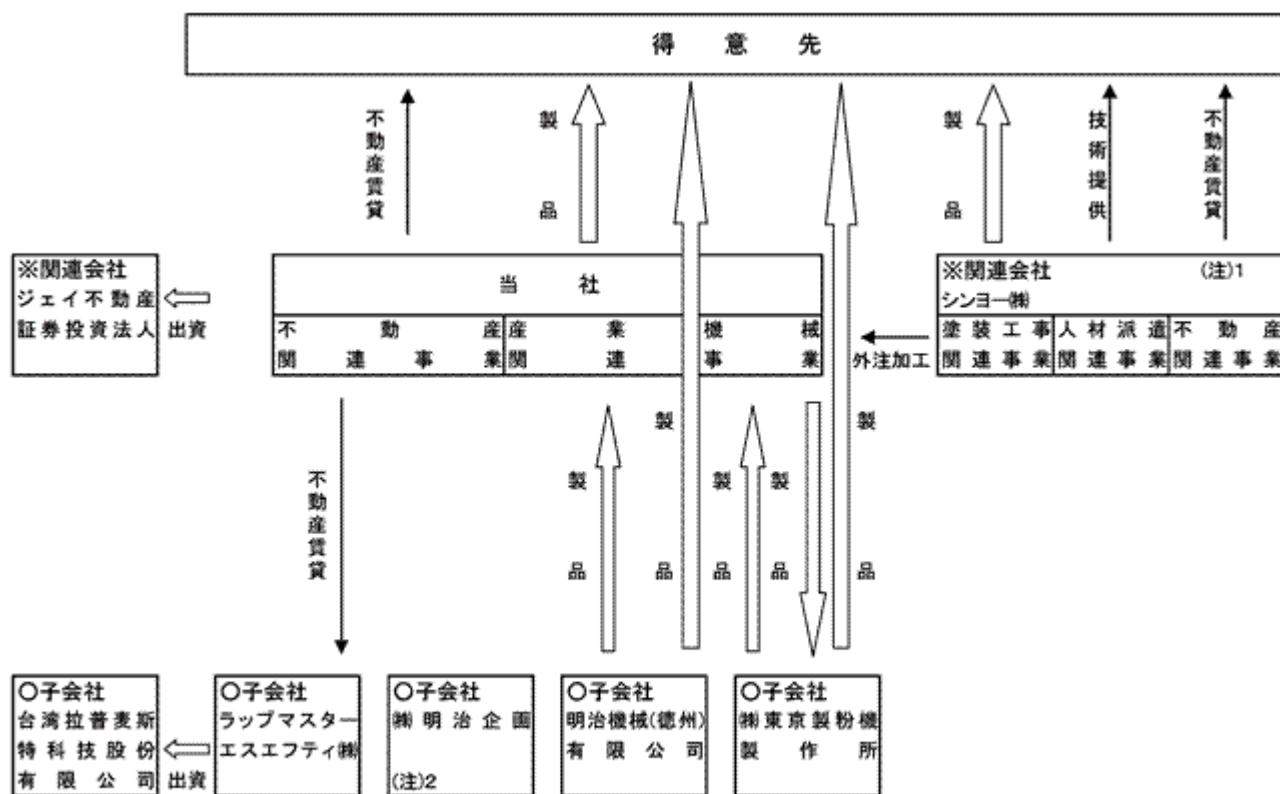 得意先
不動産賃貸
製品
製品
技術提供
不動産賃貸
※関連会社
ジェイ不動産
証券投資法人
出資
当社
不動産
関連事業
産業機械
関連事業
※関連会社 (注)1
シンヨー㈱
塗装工事
関連事業
人材派遣
関連事業
不動産
関連事業
外注加工
不動産賃貸
製品
製品
製品
製品
製品
○子会社
台湾拉普麦斯
特科技股份
有限公司
出資
○子会社
ラップマスター
エスエフティ㈱
○子会社
㈱明治企画
(注)2
○子会社
明治機械(徳州)
有限公司
○子会社
㈱東京製粉機
製作所